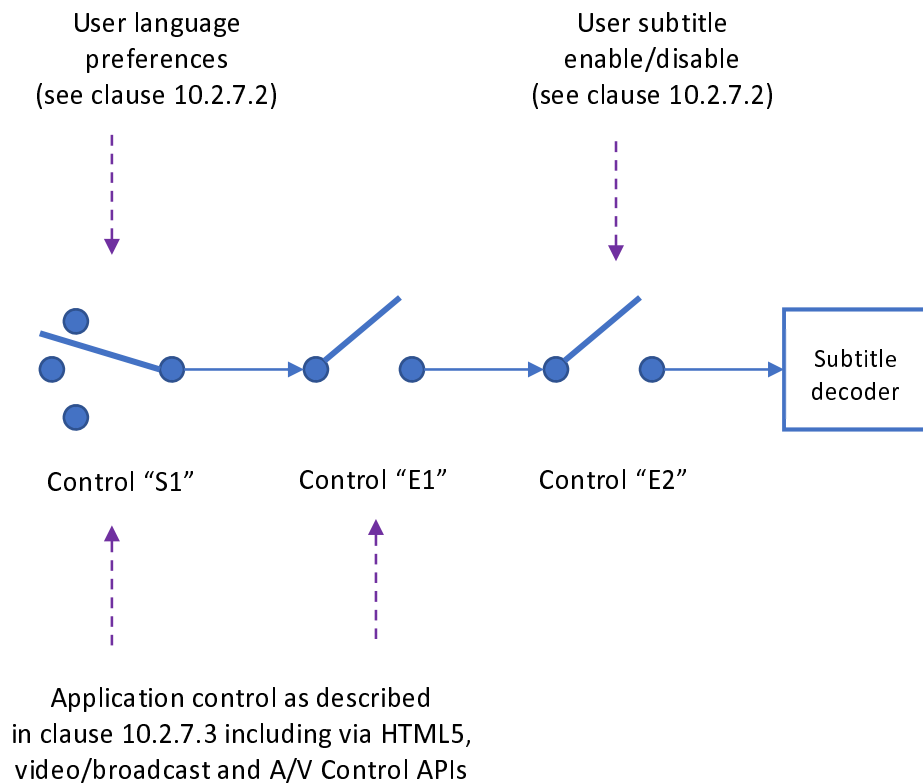 User language
preferences
(see clause 10.2.7.2)
User subtitle
enable/disable
(see clause 10.2.7.2)
Subtitle
decoder
Control “S1”
Control “E1”
Control “E2”
Application control as described
in clause 10.2.7.3 including via HTML5,
video/broadcast and A/V Control APIs